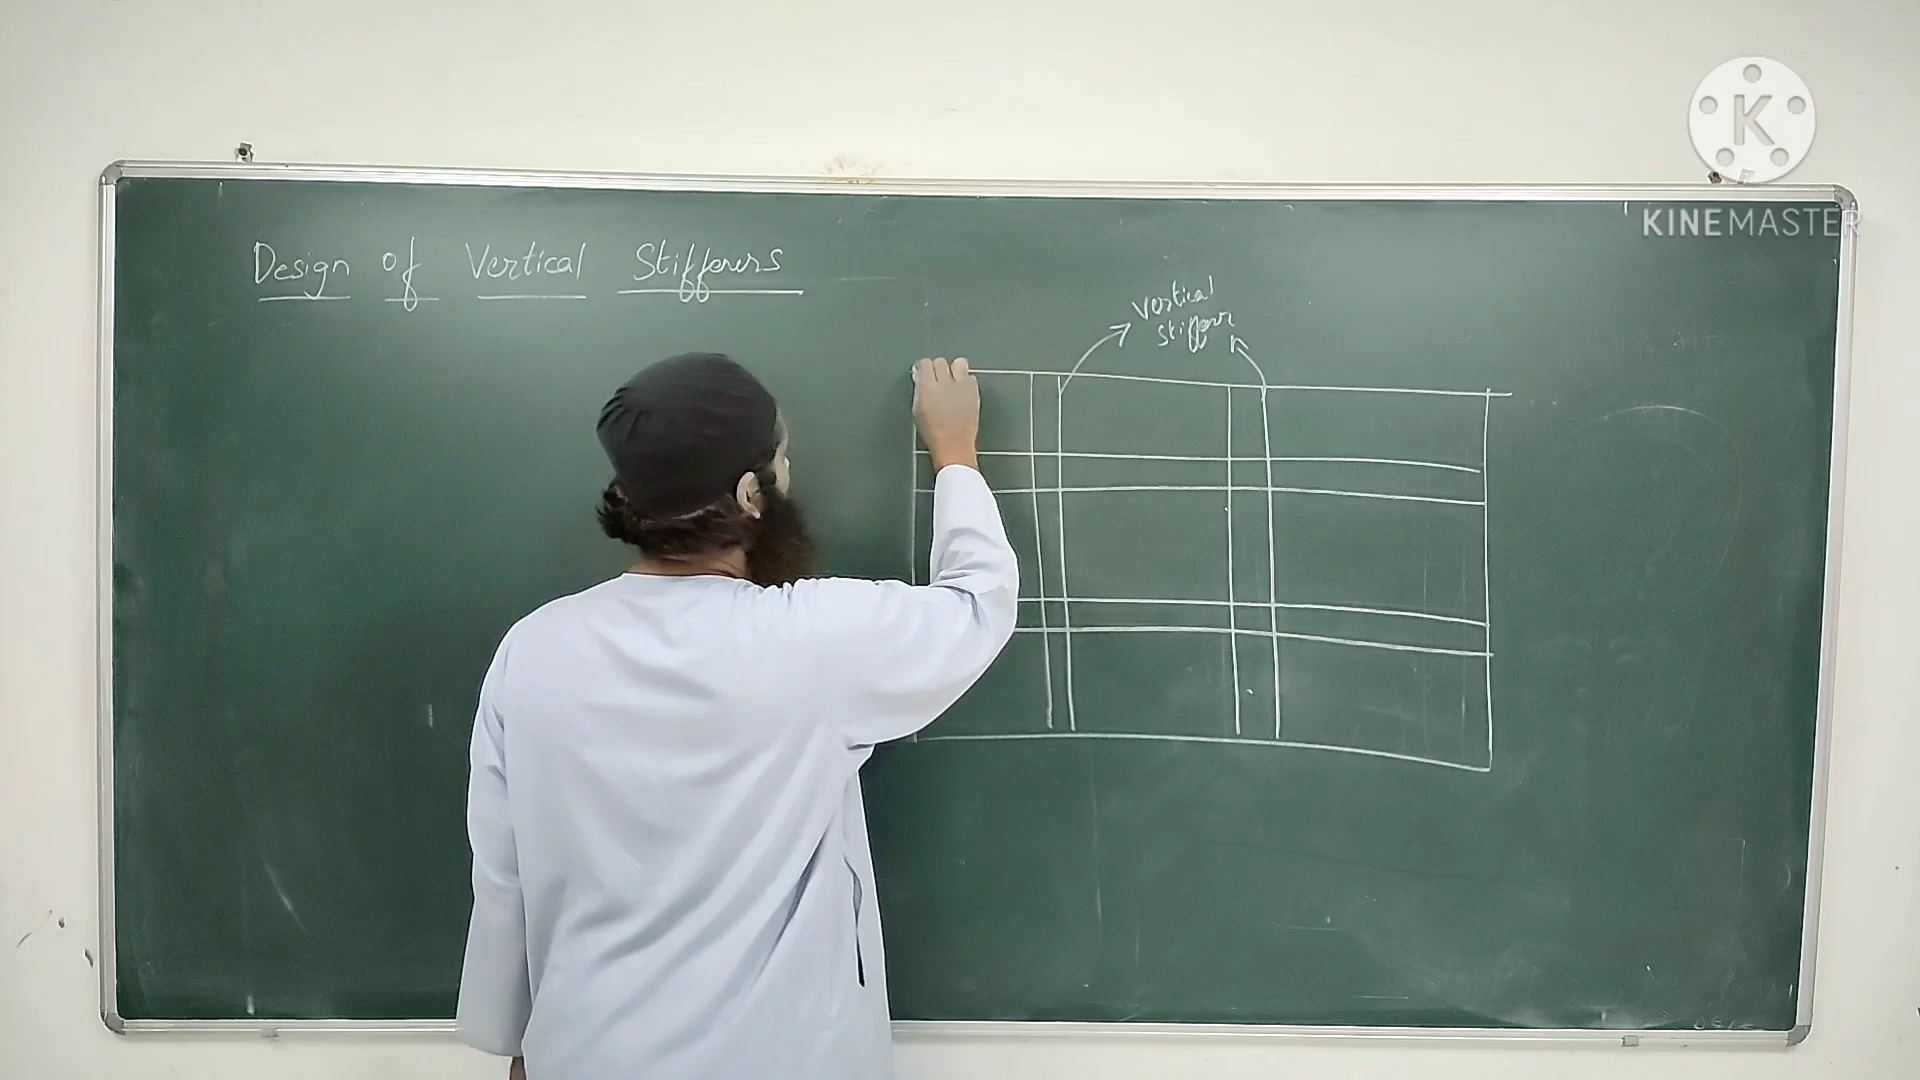 Design of Vertical Stiffeners
Vertical
Stiffener
K
KINEMASTER